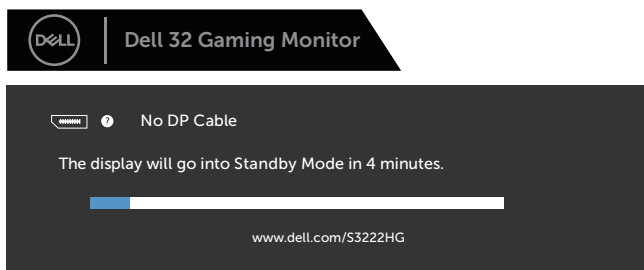 DELL
Dell 32 Gaming Monitor
? No DP Cable
The display will go into Standby Mode in 4 minutes.
www.dell.com/S3222HG